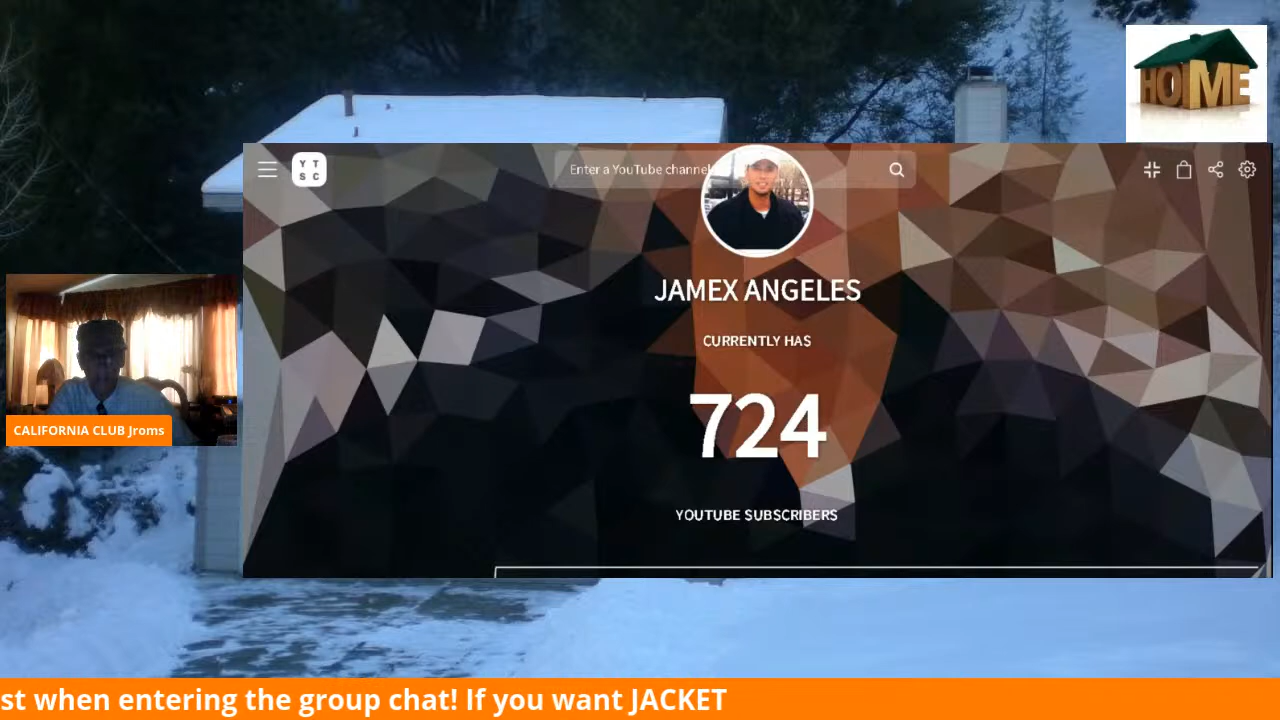 HOME
Y T
S C
Enter a YouTube channel
JAMEX ANGELES
CURRENTLY HAS
724
YOUTUBE SUBSCRIBERS
CALIFORNIA CLUB Jroms
st when entering the group chat! If you want JACKET